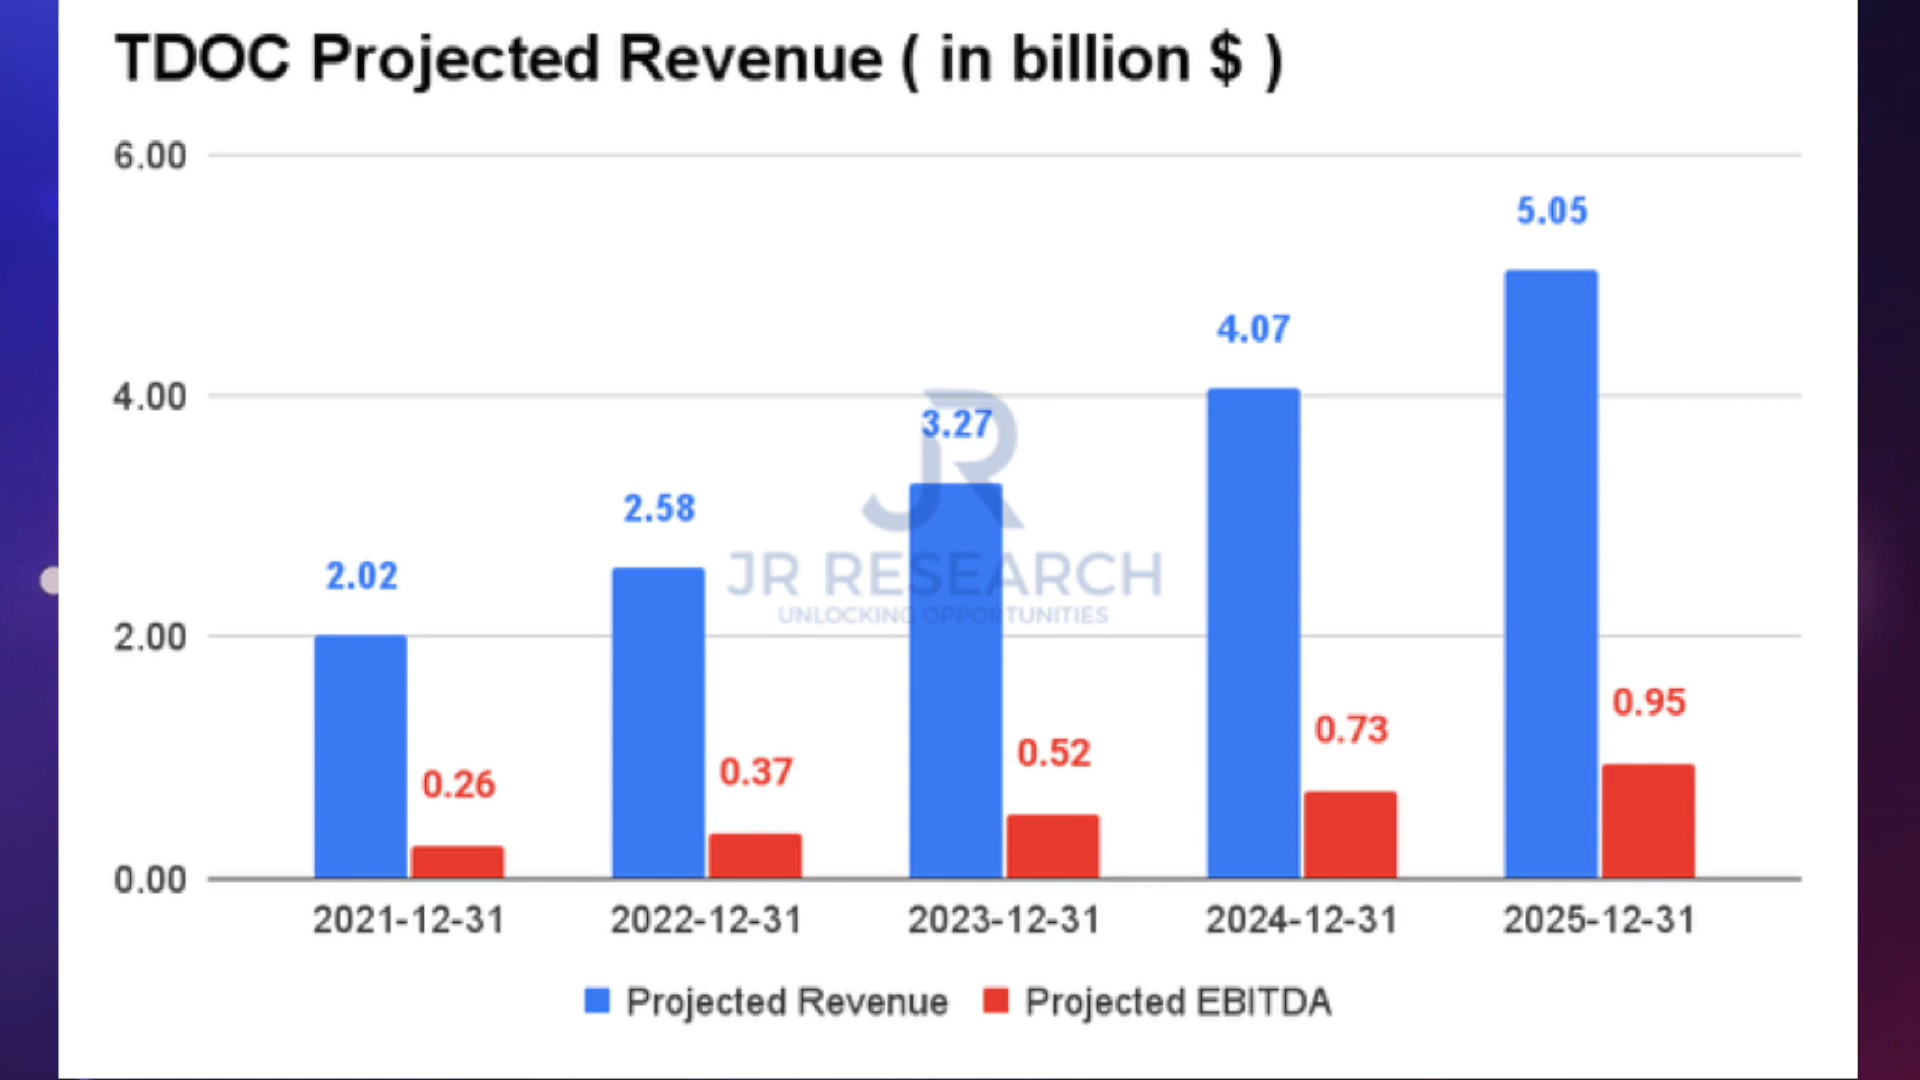 TDOC Projected Revenue ( in billion $ )
6.00
5.05
4.07
4.00
3.27
2.58
2.02
JR
JR RESEARCH
UNLOCKING OPPORTUNITIES
2.00
0.26
0.37
0.52
0.73
0.95
0.00
2021-12-31 2022-12-31 2023-12-31 2024-12-31 2025-12-31
Projected Revenue Projected EBITDA